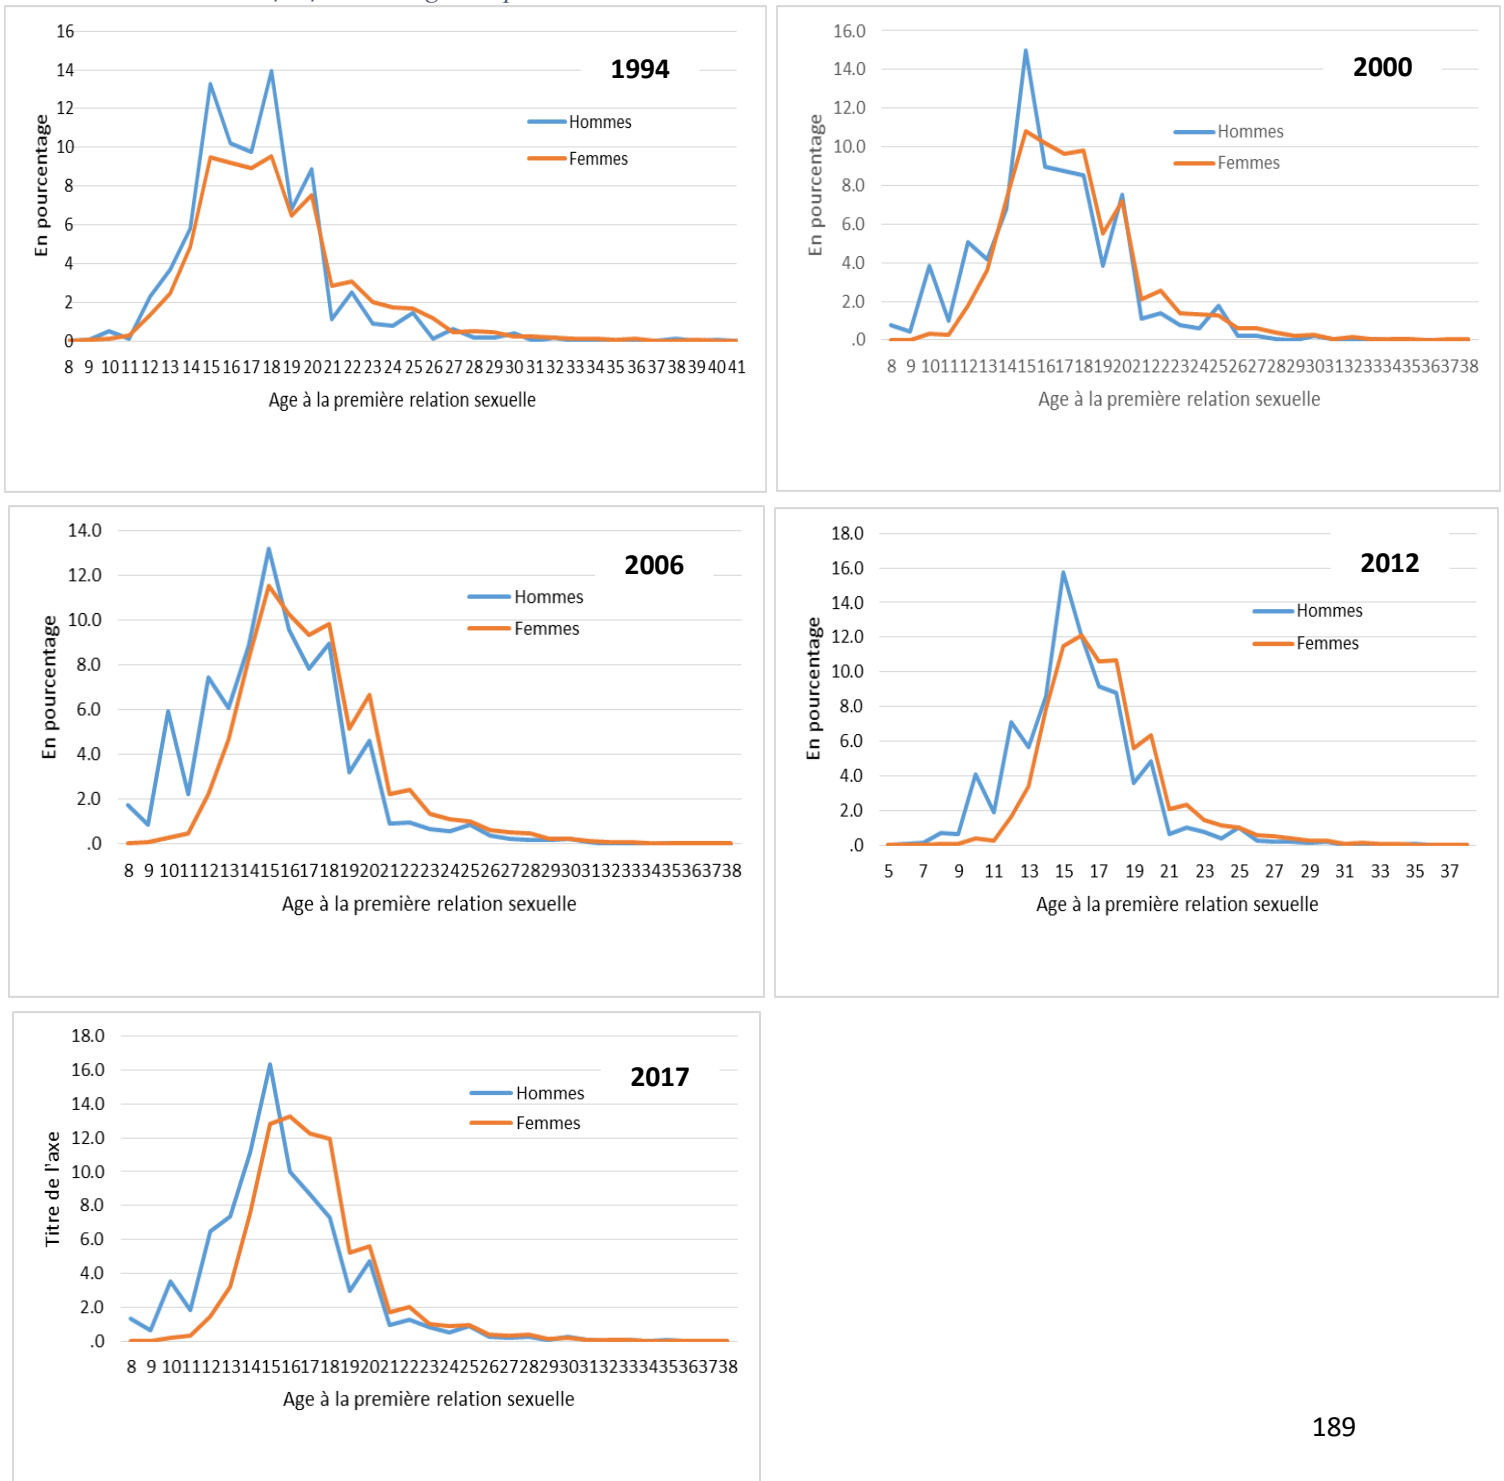 16
14
12
10
8
6
4
2
0
En pourcentage
1994
Hommes
Femmes
8 9 10 11 12 13 14 15 16 17 18 19 20 21 22 23 24 25 26 27 28 29 30 31 32 33 34 35 36 37 38 39 40 41
Age à la première relation sexuelle
16.0
14.0
12.0
10.0
8.0
6.0
4.0
2.0
.0
En pourcentage
2000
Hommes
Femmes
8 9 10 11 12 13 14 15 16 17 18 19 20 21 22 23 24 25 26 27 28 29 30 31 32 33 34 35 36 37 38
Age à la première relation sexuelle
14.0
12.0
10.0
8.0
6.0
4.0
2.0
.0
En pourcentage
2006
Hommes
Femmes
8 9 10 11 12 13 14 15 16 17 18 19 20 21 22 23 24 25 26 27 28 29 30 31 32 33 34 35 36 37 38
Age à la première relation sexuelle
18.0
16.0
14.0
12.0
10.0
8.0
6.0
4.0
2.0
.0
En pourcentage
2012
Hommes
Femmes
5 7 9 11 13 15 17 19 21 23 25 27 29 31 33 35 37
Age à la première relation sexuelle
18.0
16.0
14.0
12.0
10.0
8.0
6.0
4.0
2.0
.0
Titre de l'axe
2017
Hommes
Femmes
8 9 10 11 12 13 14 15 16 17 18 19 20 21 22 23 24 25 26 27 28 29 30 31 32 33 34 35 36 37 38
Age à la première relation sexuelle
189